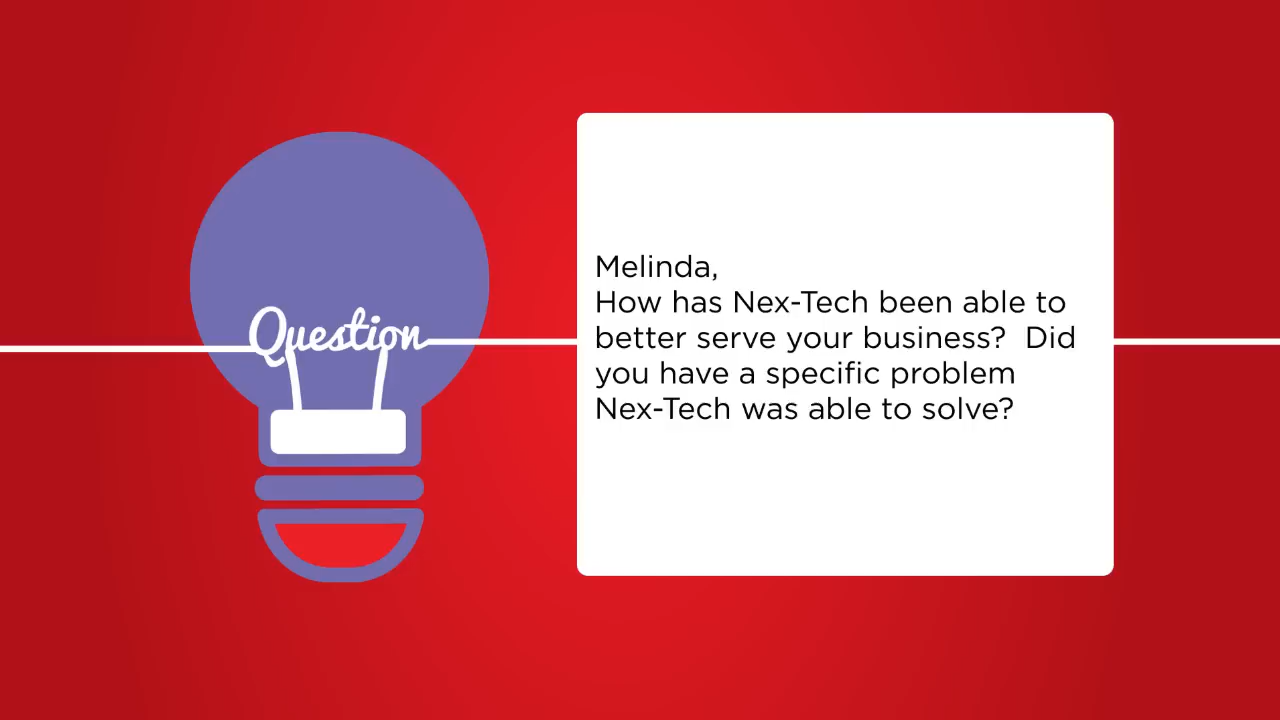 Question
Melinda,
How has Nex-Tech been able to
better serve your business?  Did
you have a specific problem
Nex-Tech was able to solve?